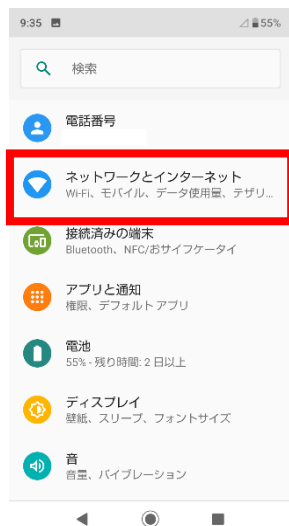 9:35 55%
検索
電話番号
ネットワークとインターネット
Wi-Fi、モバイル、データ使用量、テザリ...
接続済みの端末
Bluetooth、NFC/おサイフケータイ
アプリと通知
権限、デフォルト アプリ
電池
55% - 残り時間: 2 日以上
ディスプレイ
壁紙、スリープ、フォントサイズ
音
音量、バイブレーション